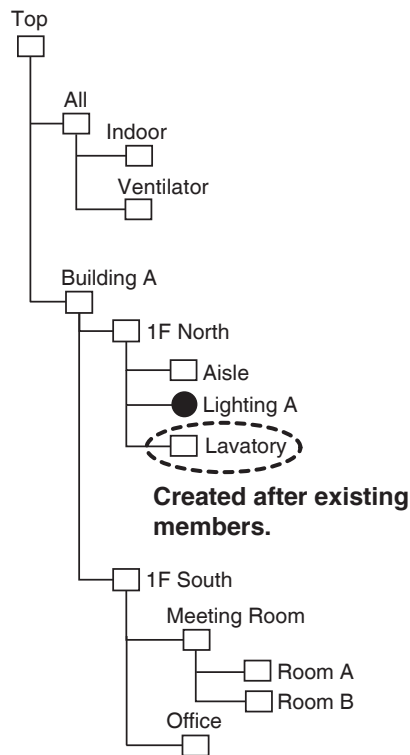 Top
All
Indoor
Ventilator
Building A
1F North
Aisle
Lighting A
Lavatory
Created after existing
members.
1F South
Meeting Room
Room A
Room B
Office